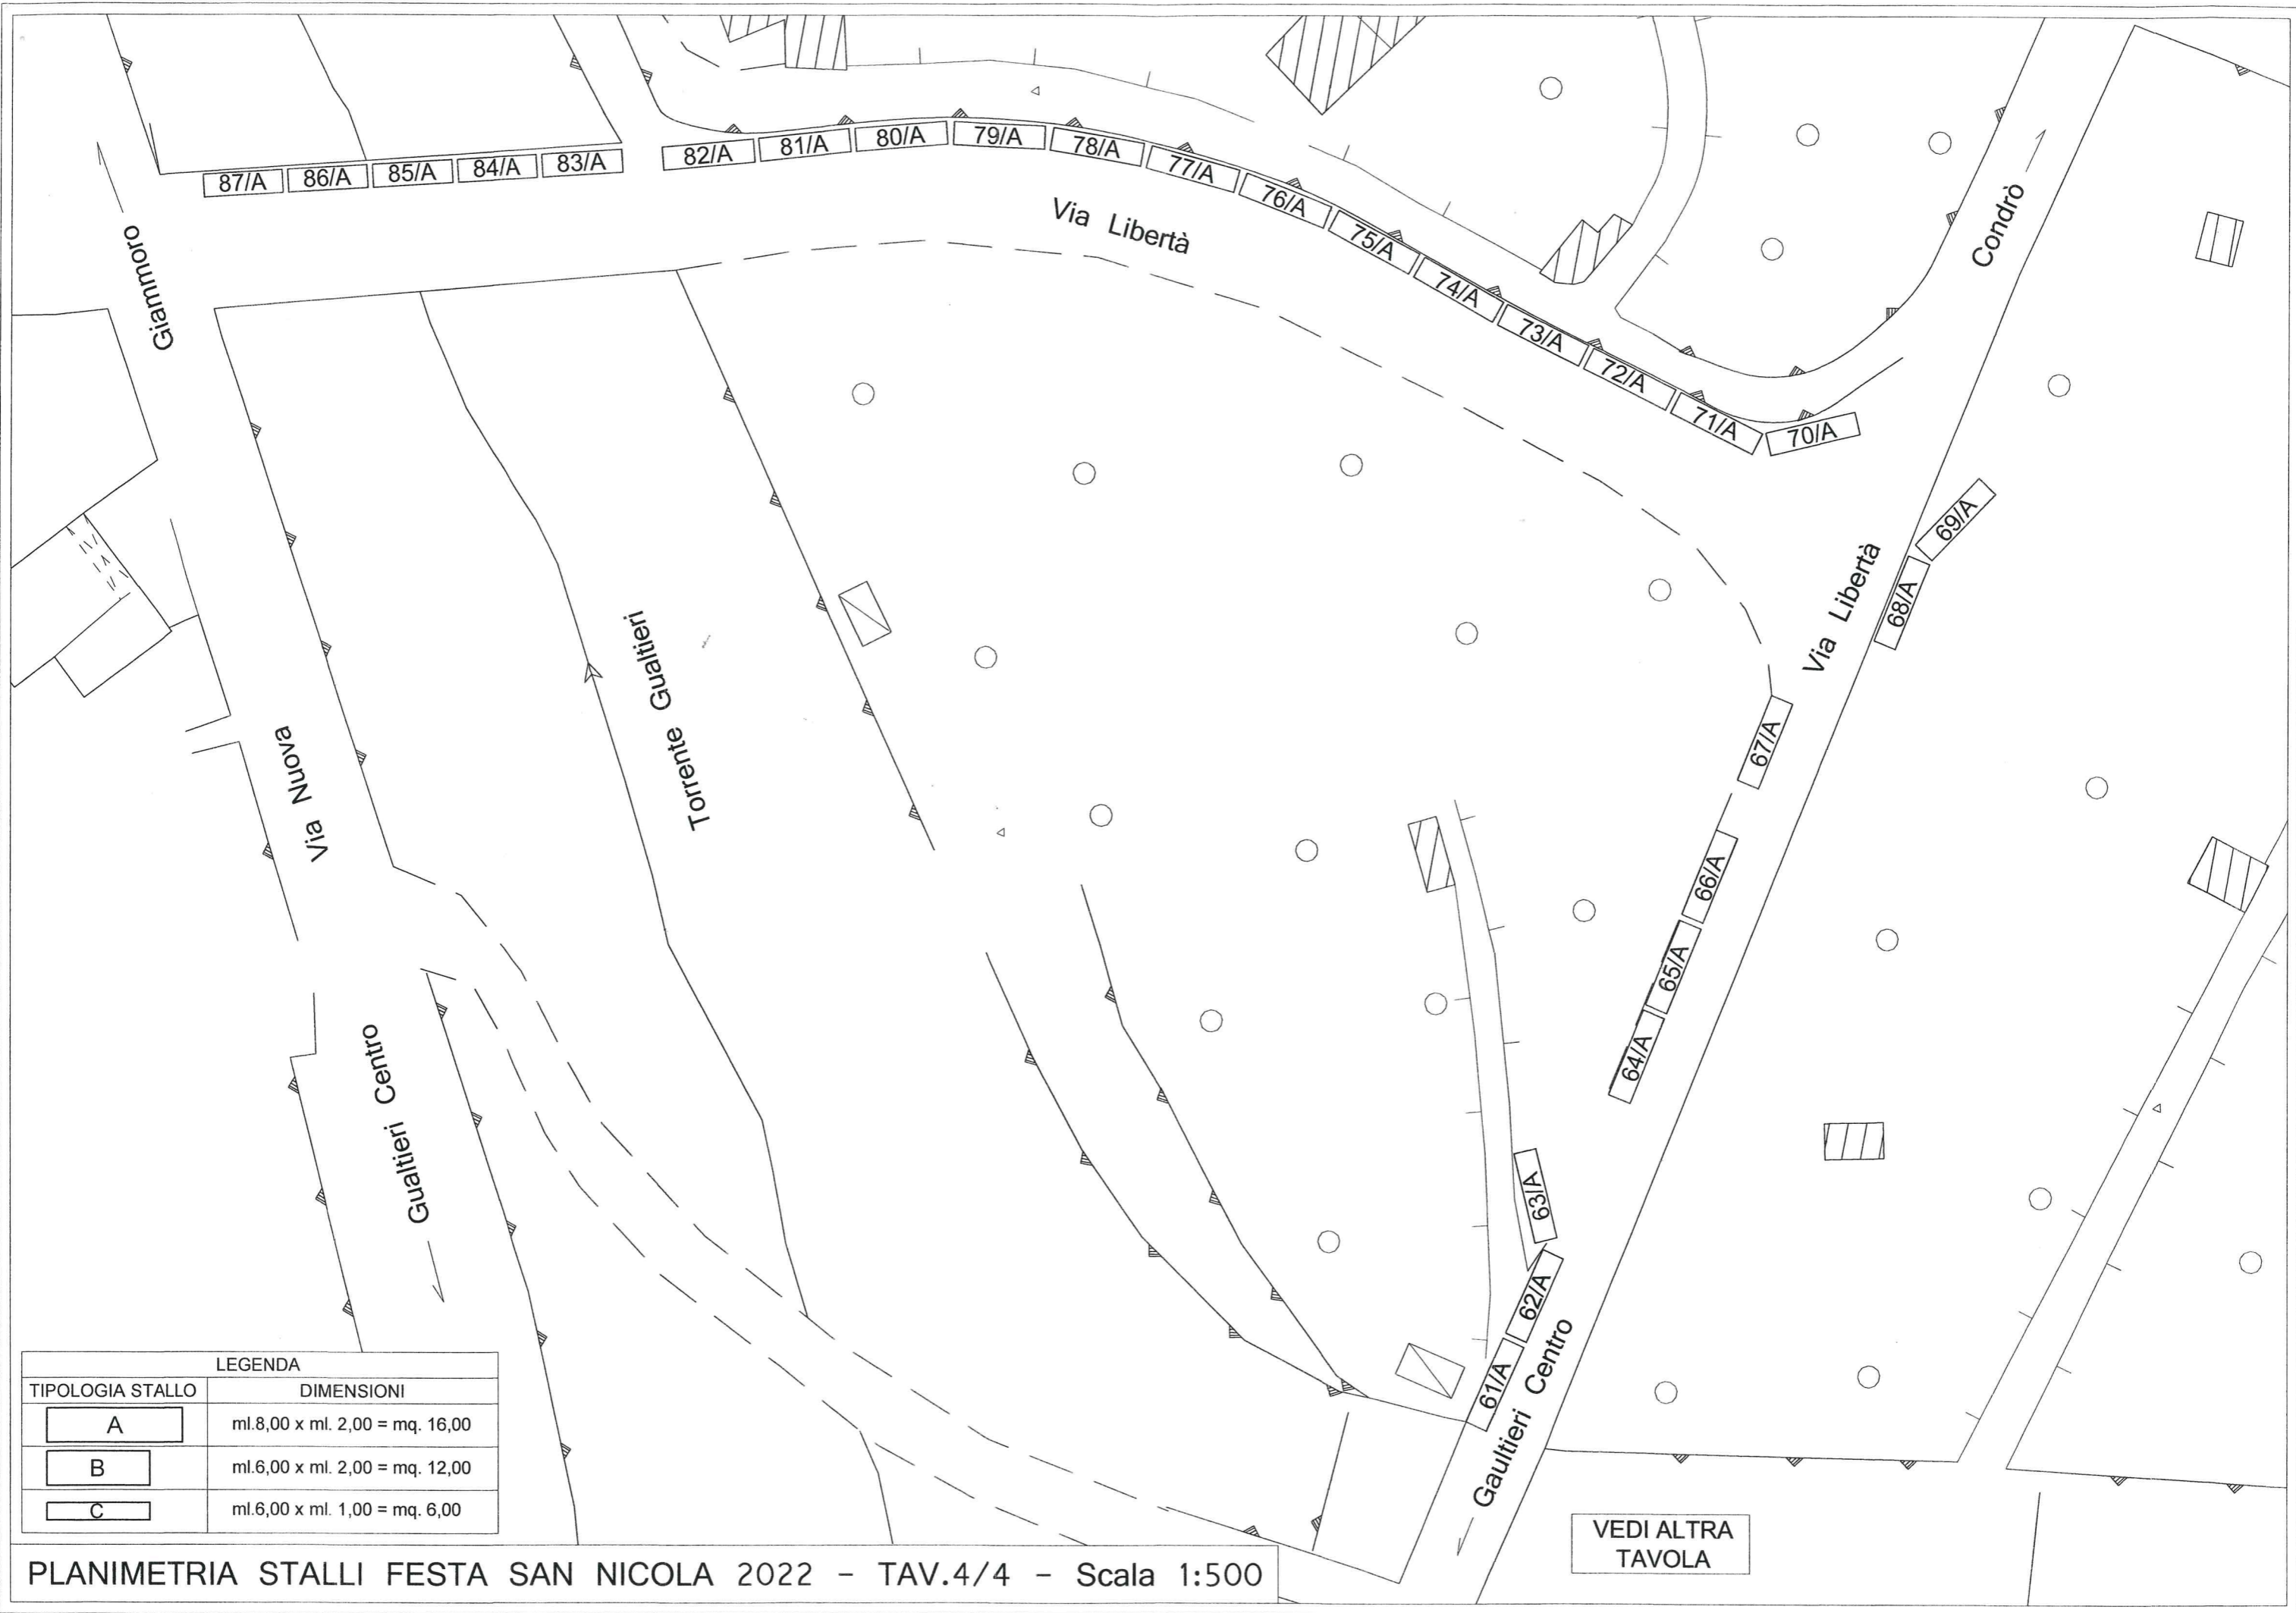 87/A
86/A
85/A
84/A
83/A
82/A
81/A
80/A
79/A
78/A
77/A
76/A
75/A
74/A
73/A
72/A
71/A
70/A
Via Libertà
Condrò
Giammoro
69/A
68/A
Via Libertà
67/A
66/A
65/A
64/A
63/A
62/A
61/A
Torrente Gualtieri
Via Nuova
Gualtieri Centro
Gaultieri Centro
LEGENDA
TIPOLOGIA STALLO DIMENSIONI
A ml.8,00 x ml. 2,00 = mq. 16,00
B ml.6,00 x ml. 2,00 = mq. 12,00
C ml.6,00 x ml. 1,00 = mq. 6,00
VEDI ALTRA
TAVOLA
PLANIMETRIA STALLI FESTA SAN NICOLA 2022 - TAV.4/4 - Scala 1:500